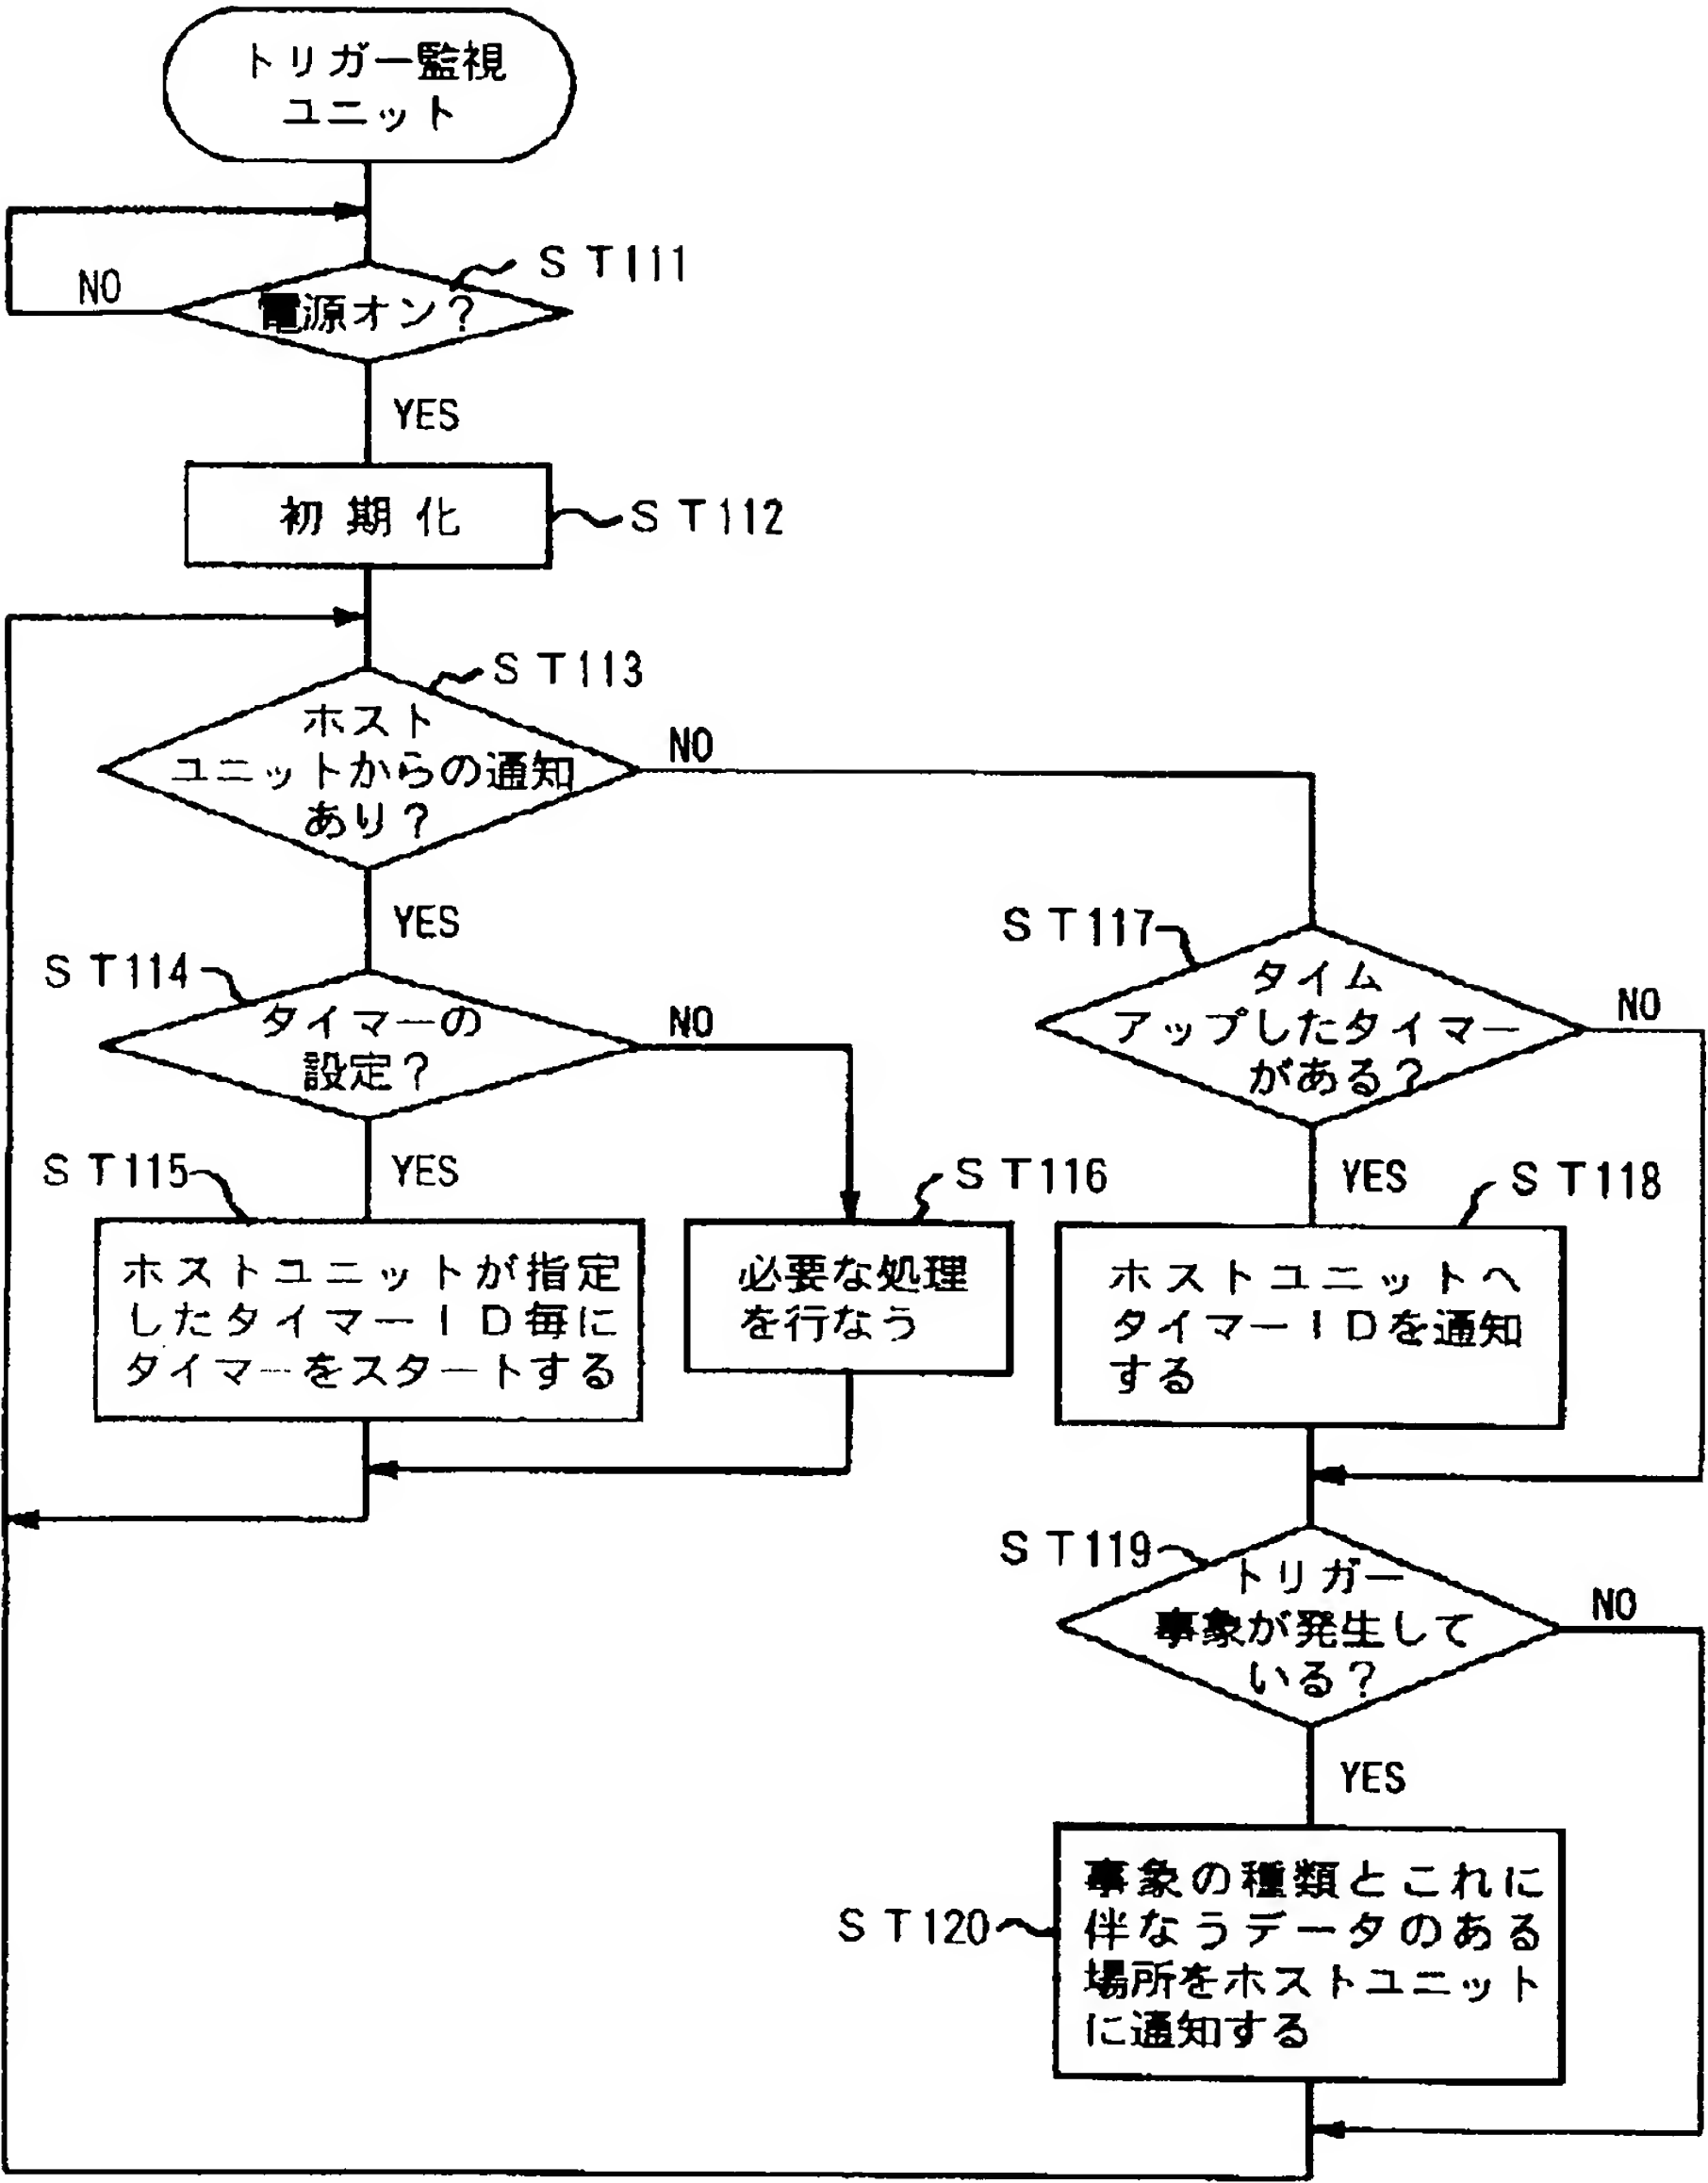 トリガー監視
ユニット
ST111
NO
電源オン?
YES
初期化
ST112
ST113
ホスト
ユニットからの通知
あり?
NO
YES
ST114
タイマーの
設定?
NO
YES
ST115
ホストユニットが指定
したタイマーID毎に
タイマーをスタートする
ST116
必要な処理
を行なう
ST117
タイム
アップしたタイマー
がある?
NO
YES
ST118
ホストユニットへ
タイマーIDを通知
する
ST119
トリガー
事象が発生して
いる?
NO
YES
ST120
事象の種類とこれに
伴なうデータのある
場所をホストユニット
に通知する